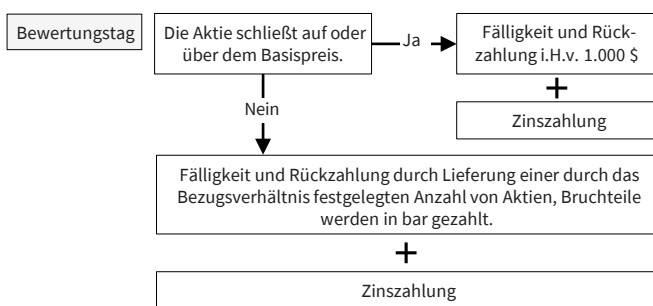 Bewertungstag
Die Aktie schließt auf oder
über dem Basispreis.
Ja
Fälligkeit und Rück-
zahlung i.H.v. 1.000 $
+
Zinszahlung
Nein
Fälligkeit und Rückzahlung durch Lieferung einer durch das
Bezugsverhältnis festgelegten Anzahl von Aktien, Bruchteile
werden in bar gezahlt.
+
Zinszahlung